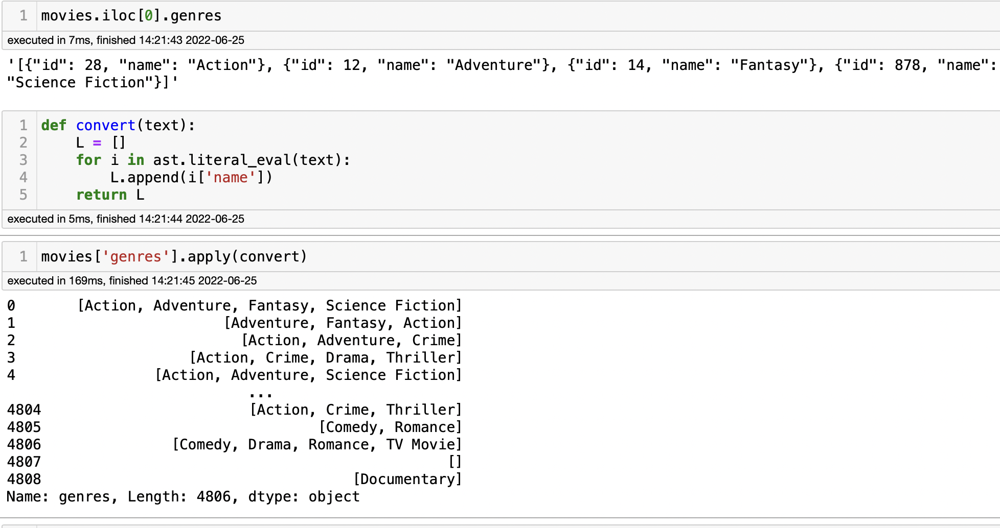 1 movies.iloc[0].genres
executed in 7ms, finished 14:21:43 2022-06-25
'[{"id": 28, "name": "Action"}, {"id": 12, "name": "Adventure"}, {"id": 14, "name": "Fantasy"}, {"id": 878, "name":
"Science Fiction"}]'
1 def convert(text):
2     L = []
3     for i in ast.literal_eval(text):
4         L.append(i['name'])
5     return L
executed in 5ms, finished 14:21:44 2022-06-25
1 movies['genres'].apply(convert)
executed in 169ms, finished 14:21:45 2022-06-25
0       [Action, Adventure, Fantasy, Science Fiction]
1                        [Adventure, Fantasy, Action]
2                          [Action, Adventure, Crime]
3                    [Action, Crime, Drama, Thriller]
4                [Action, Adventure, Science Fiction]
                            ...
4804                        [Action, Crime, Thriller]
4805                                [Comedy, Romance]
4806               [Comedy, Drama, Romance, TV Movie]
4807                                               []
4808                                    [Documentary]
Name: genres, Length: 4806, dtype: object